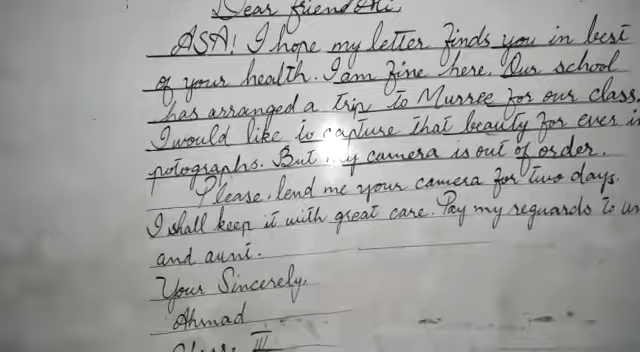 Dear friend Ali,
ASA! I hope my letter finds you in best
of your health. I am fine here. Our school
has arranged a trip to Murree for our class.
I would like to capture that beauty for ever in
potographs. But my camera is out of order.
Please, lend me your camera for two days.
I shall keep it with great care. Pay my reguards to
and aunt.
Your Sincerely,
Ahmad
Class: III